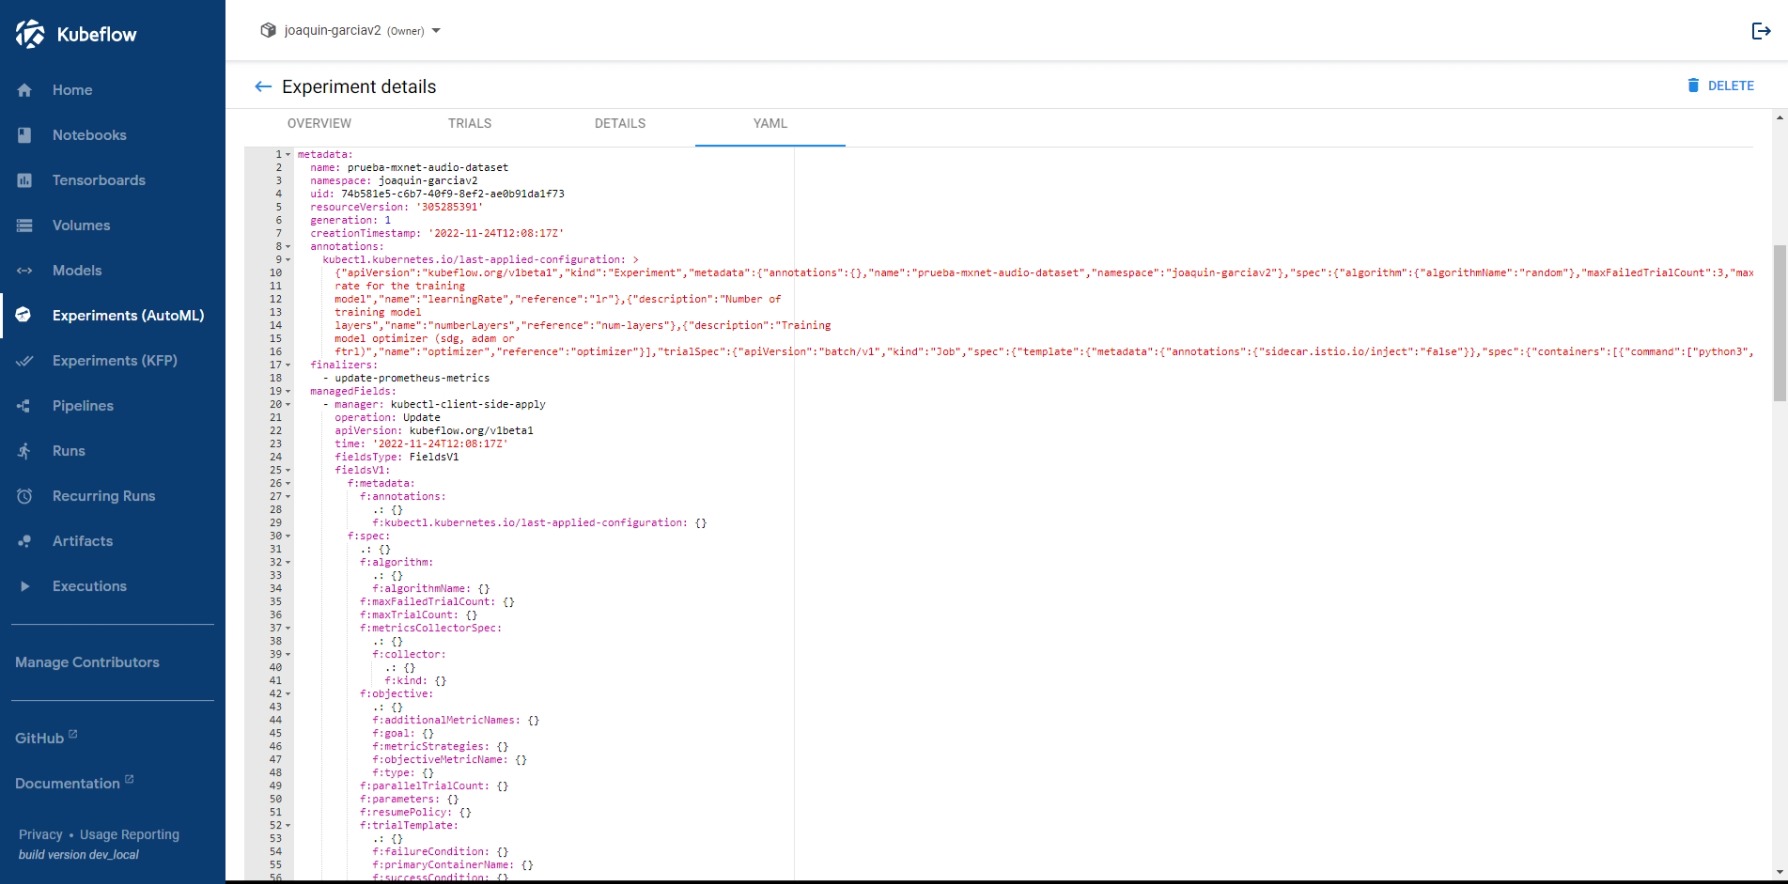 Kubeflow
Home
Notebooks
Tensorboards
Volumes
Models
Experiments (AutoML)
Experiments (KFP)
Pipelines
Runs
Recurring Runs
Artifacts
Executions
Manage Contributors
GitHub
Documentation
Privacy • Usage Reporting
build version dev_local
joaquin-garciav2 (Owner)
Experiment details
DELETE
OVERVIEW TRIALS DETAILS YAML
1 metadata:
2 name: prueba-mxnet-audio-dataset
3 namespace: joaquin-garciav2
4 uid: 74b581e5-c6b7-40f9-8ef2-ae0b91da1f73
5 resourceVersion: '305285391'
6 generation: 1
7 creationTimestamp: '2022-11-24T12:08:17Z'
8 annotations:
9 kubectl.kubernetes.io/last-applied-configuration: >
10 {"apiVersion":"kubeflow.org/v1beta1","kind":"Experiment","metadata":{"annotations":{},"name":"prueba-mxnet-audio-dataset","namespace":"joaquin-garciav2"},"spec":{"algorithm":{"algorithmName":"random"},"maxFailedTrialCount":3,"max
11 rate for the training
12 model","name":"learningRate","reference":"lr"},{"description":"Number of
13 training model
14 layers","name":"numberLayers","reference":"num-layers"},{"description":"Training
15 model optimizer (sdg, adam or
16 ftrl)","name":"optimizer","reference":"optimizer"}],"trialSpec":{"apiVersion":"batch/v1","kind":"Job","spec":{"template":{"metadata":{"annotations":{"sidecar.istio.io/inject":"false"}},"spec":{"containers":[{"command":["python3",
17 finalizers:
18 - update-prometheus-metrics
19 managedFields:
20 - manager: kubectl-client-side-apply
21 operation: Update
22 apiVersion: kubeflow.org/v1beta1
23 time: '2022-11-24T12:08:17Z'
24 fieldsType: FieldsV1
25 fieldsV1:
26 f:metadata:
27 f:annotations:
28 .: {}
29 f:kubectl.kubernetes.io/last-applied-configuration: {}
30 f:spec:
31 .: {}
32 f:algorithm:
33 .: {}
34 f:algorithmName: {}
35 f:maxFailedTrialCount: {}
36 f:maxTrialCount: {}
37 f:metricsCollectorSpec:
38 .: {}
39 f:collector:
40 .: {}
41 f:kind: {}
42 f:objective:
43 .: {}
44 f:additionalMetricNames: {}
45 f:goal: {}
46 f:metricStrategies: {}
47 f:objectiveMetricName: {}
48 f:type: {}
49 f:parallelTrialCount: {}
50 f:parameters: {}
51 f:resumePolicy: {}
52 f:trialTemplate:
53 .: {}
54 f:failureCondition: {}
55 f:primaryContainerName: {}
56 f:successCondition: {}